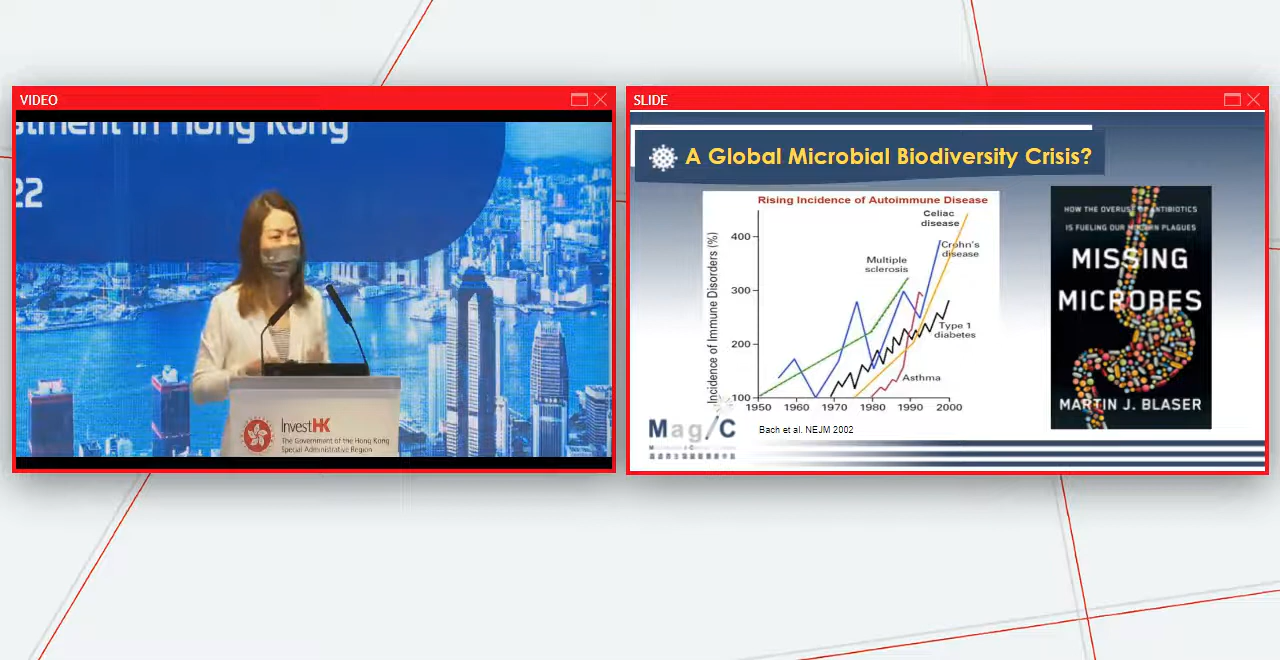 VIDEO
stment in Hong Kong
22
InvestHK
The Government of the Hong Kong
Special Administrative Region
SLIDE
A Global Microbial Biodiversity Crisis?
Rising Incidence of Autoimmune Disease
Incidence of Immune Disorders (%)
400
300
200
100
1950 1960 1970 1980 1990 2000
Celiac
disease
Crohn's
disease
Multiple
sclerosis
Type 1
diabetes
Asthma
Bach et al. NEJM 2002
MagIC
HOW THE OVERUSE OF ANTIBIOTICS
IS FUELING OUR MODERN PLAGUES
MISSING
MICROBES
MARTIN J. BLASER